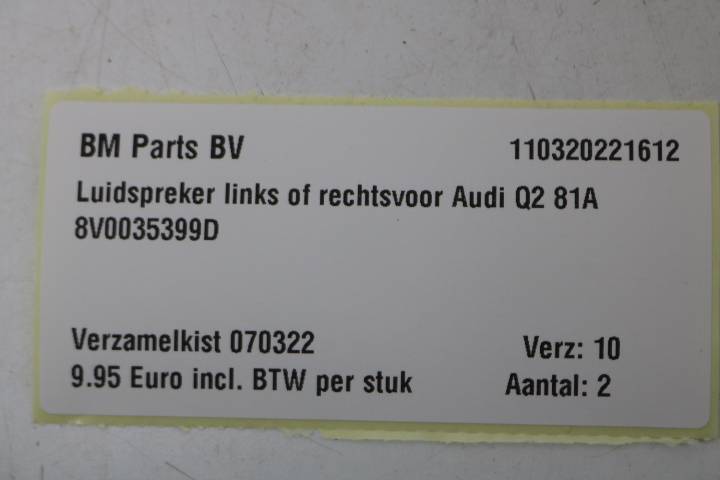 BM Parts BV 110320221612
Luidspreker links of rechtsvoor Audi Q2 81A
8V0035399D
Verzamelkist 070322 Verz: 10
9.95 Euro incl. BTW per stuk Aantal: 2